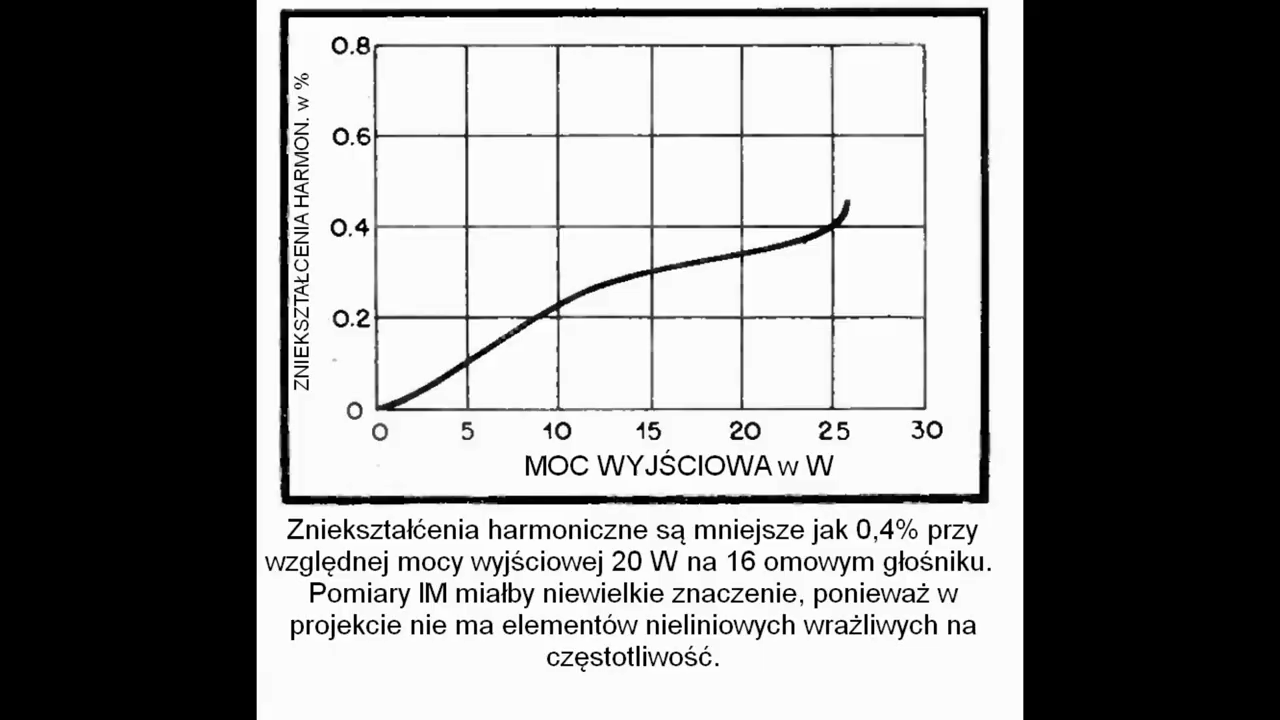 ZNIEKSZTAŁCENIA HARMON. w %
0.8
0.6
0.4
0.2
0
0 5 10 15 20 25 30
MOC WYJŚCIOWA w W
Zniekształćenia harmoniczne są mniejsze jak 0,4% przy
względnej mocy wyjściowej 20 W na 16 omowym głośniku.
Pomiary IM miałby niewielkie znaczenie, ponieważ w
projekcie nie ma elementów nieliniowych wrażliwych na
częstotliwość.